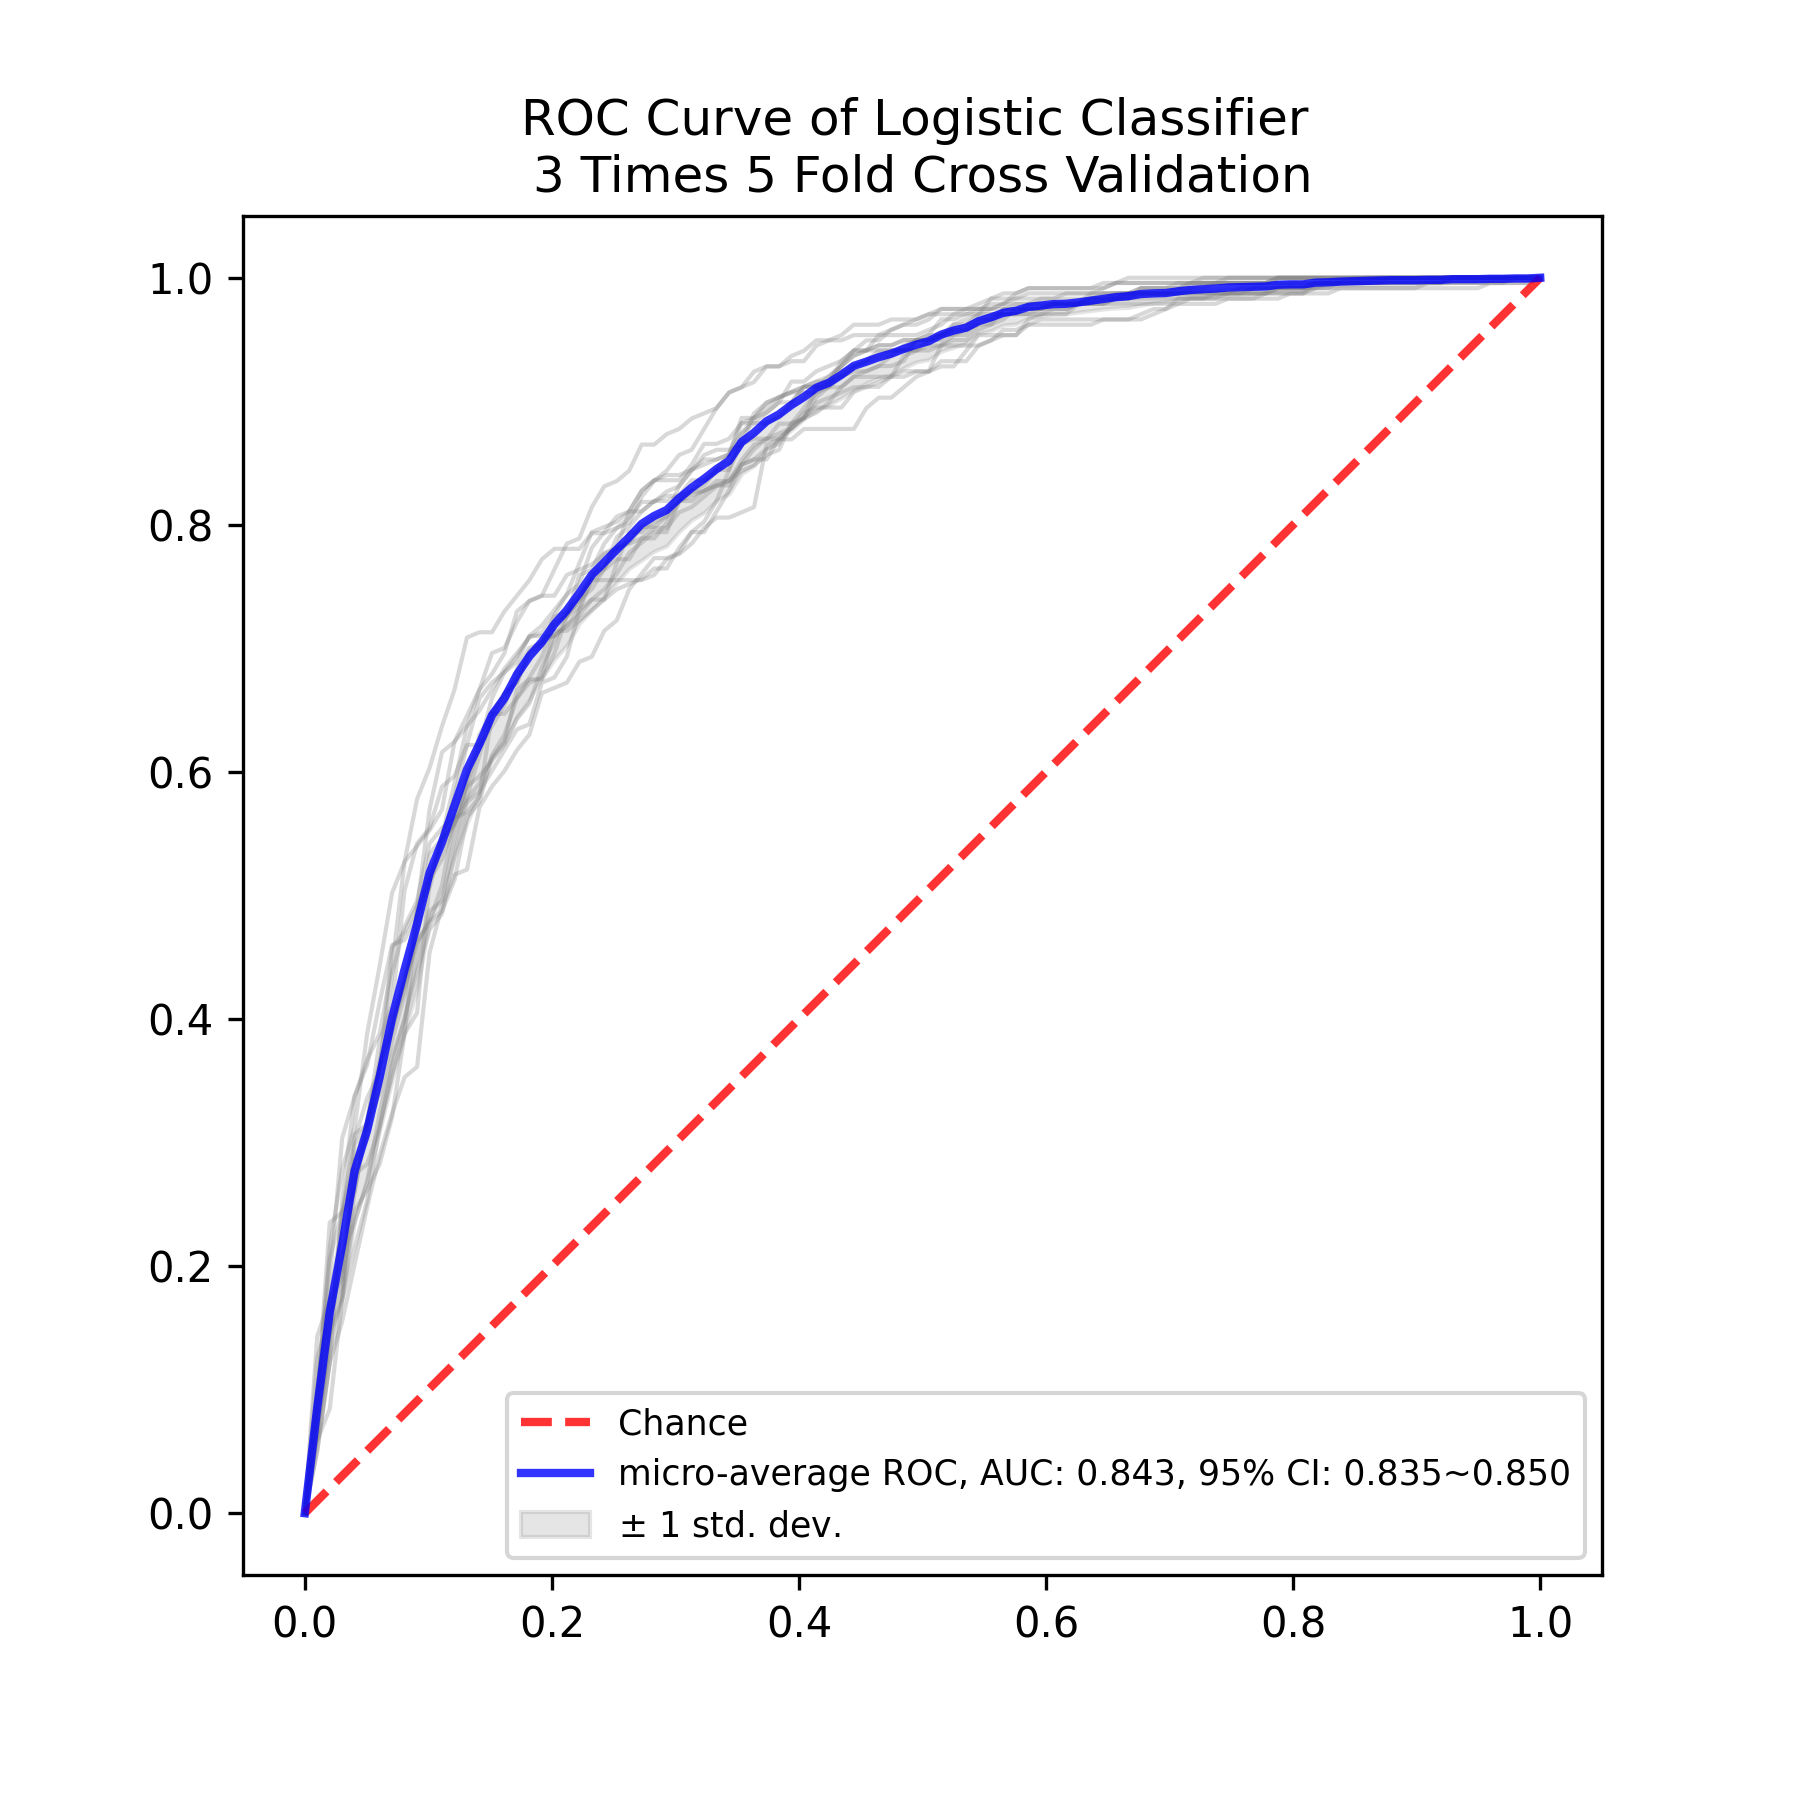 ROC Curve of Logistic Classifier
3 Times 5 Fold Cross Validation
1.0
0.8
0.6
0.4
0.2
0.0
Chance
micro-average ROC, AUC: 0.843, 95% CI: 0.835~0.850
± 1 std. dev.
0.0 0.2 0.4 0.6 0.8 1.0